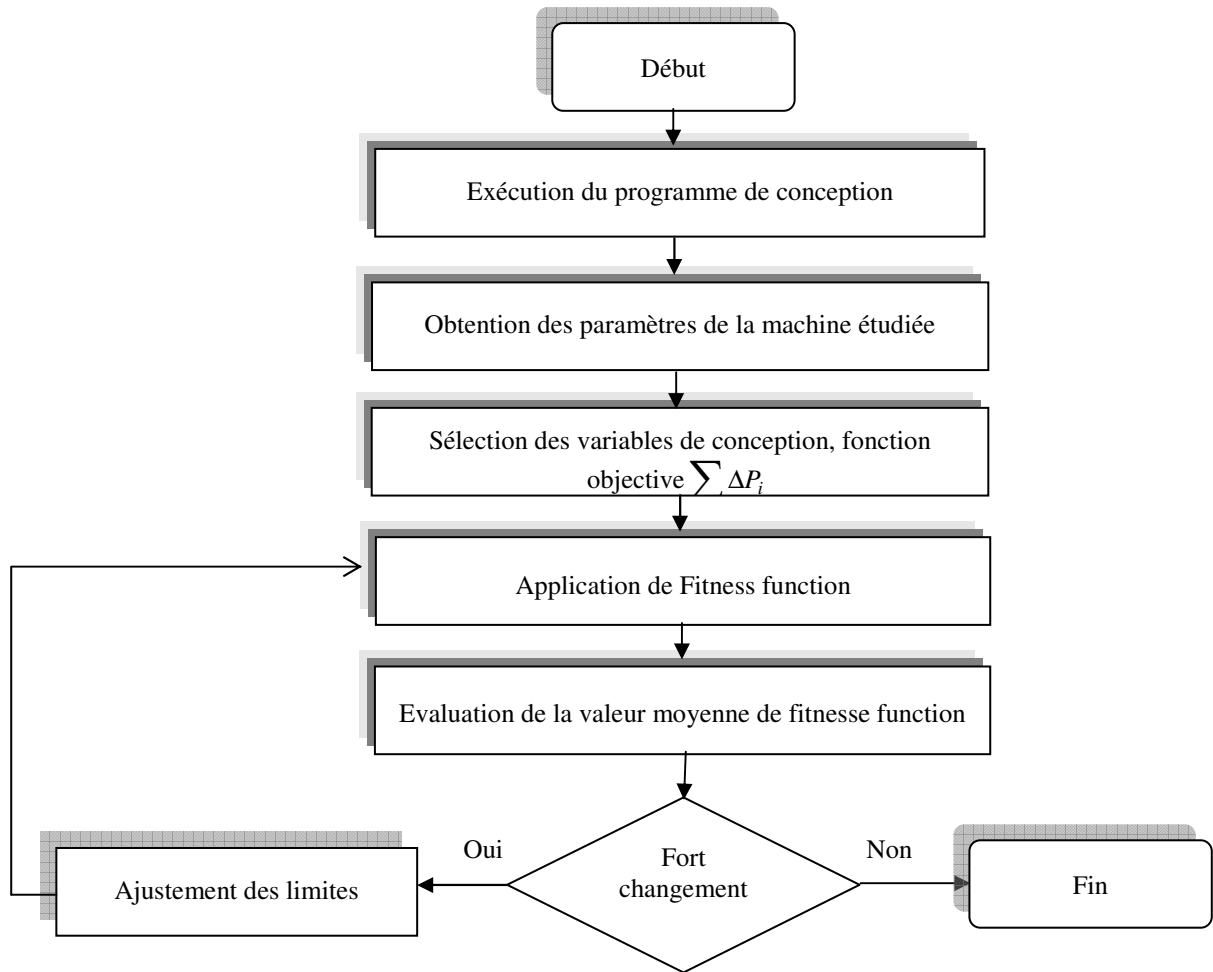 Début
Exécution du programme de conception
Obtention des paramètres de la machine étudiée
Sélection des variables de conception, fonction
objective ∑ ΔPᵢ
Application de Fitness function
Evaluation de la valeur moyenne de fitnesse function
Fort
changement
Oui
Non
Ajustement des limites
Fin